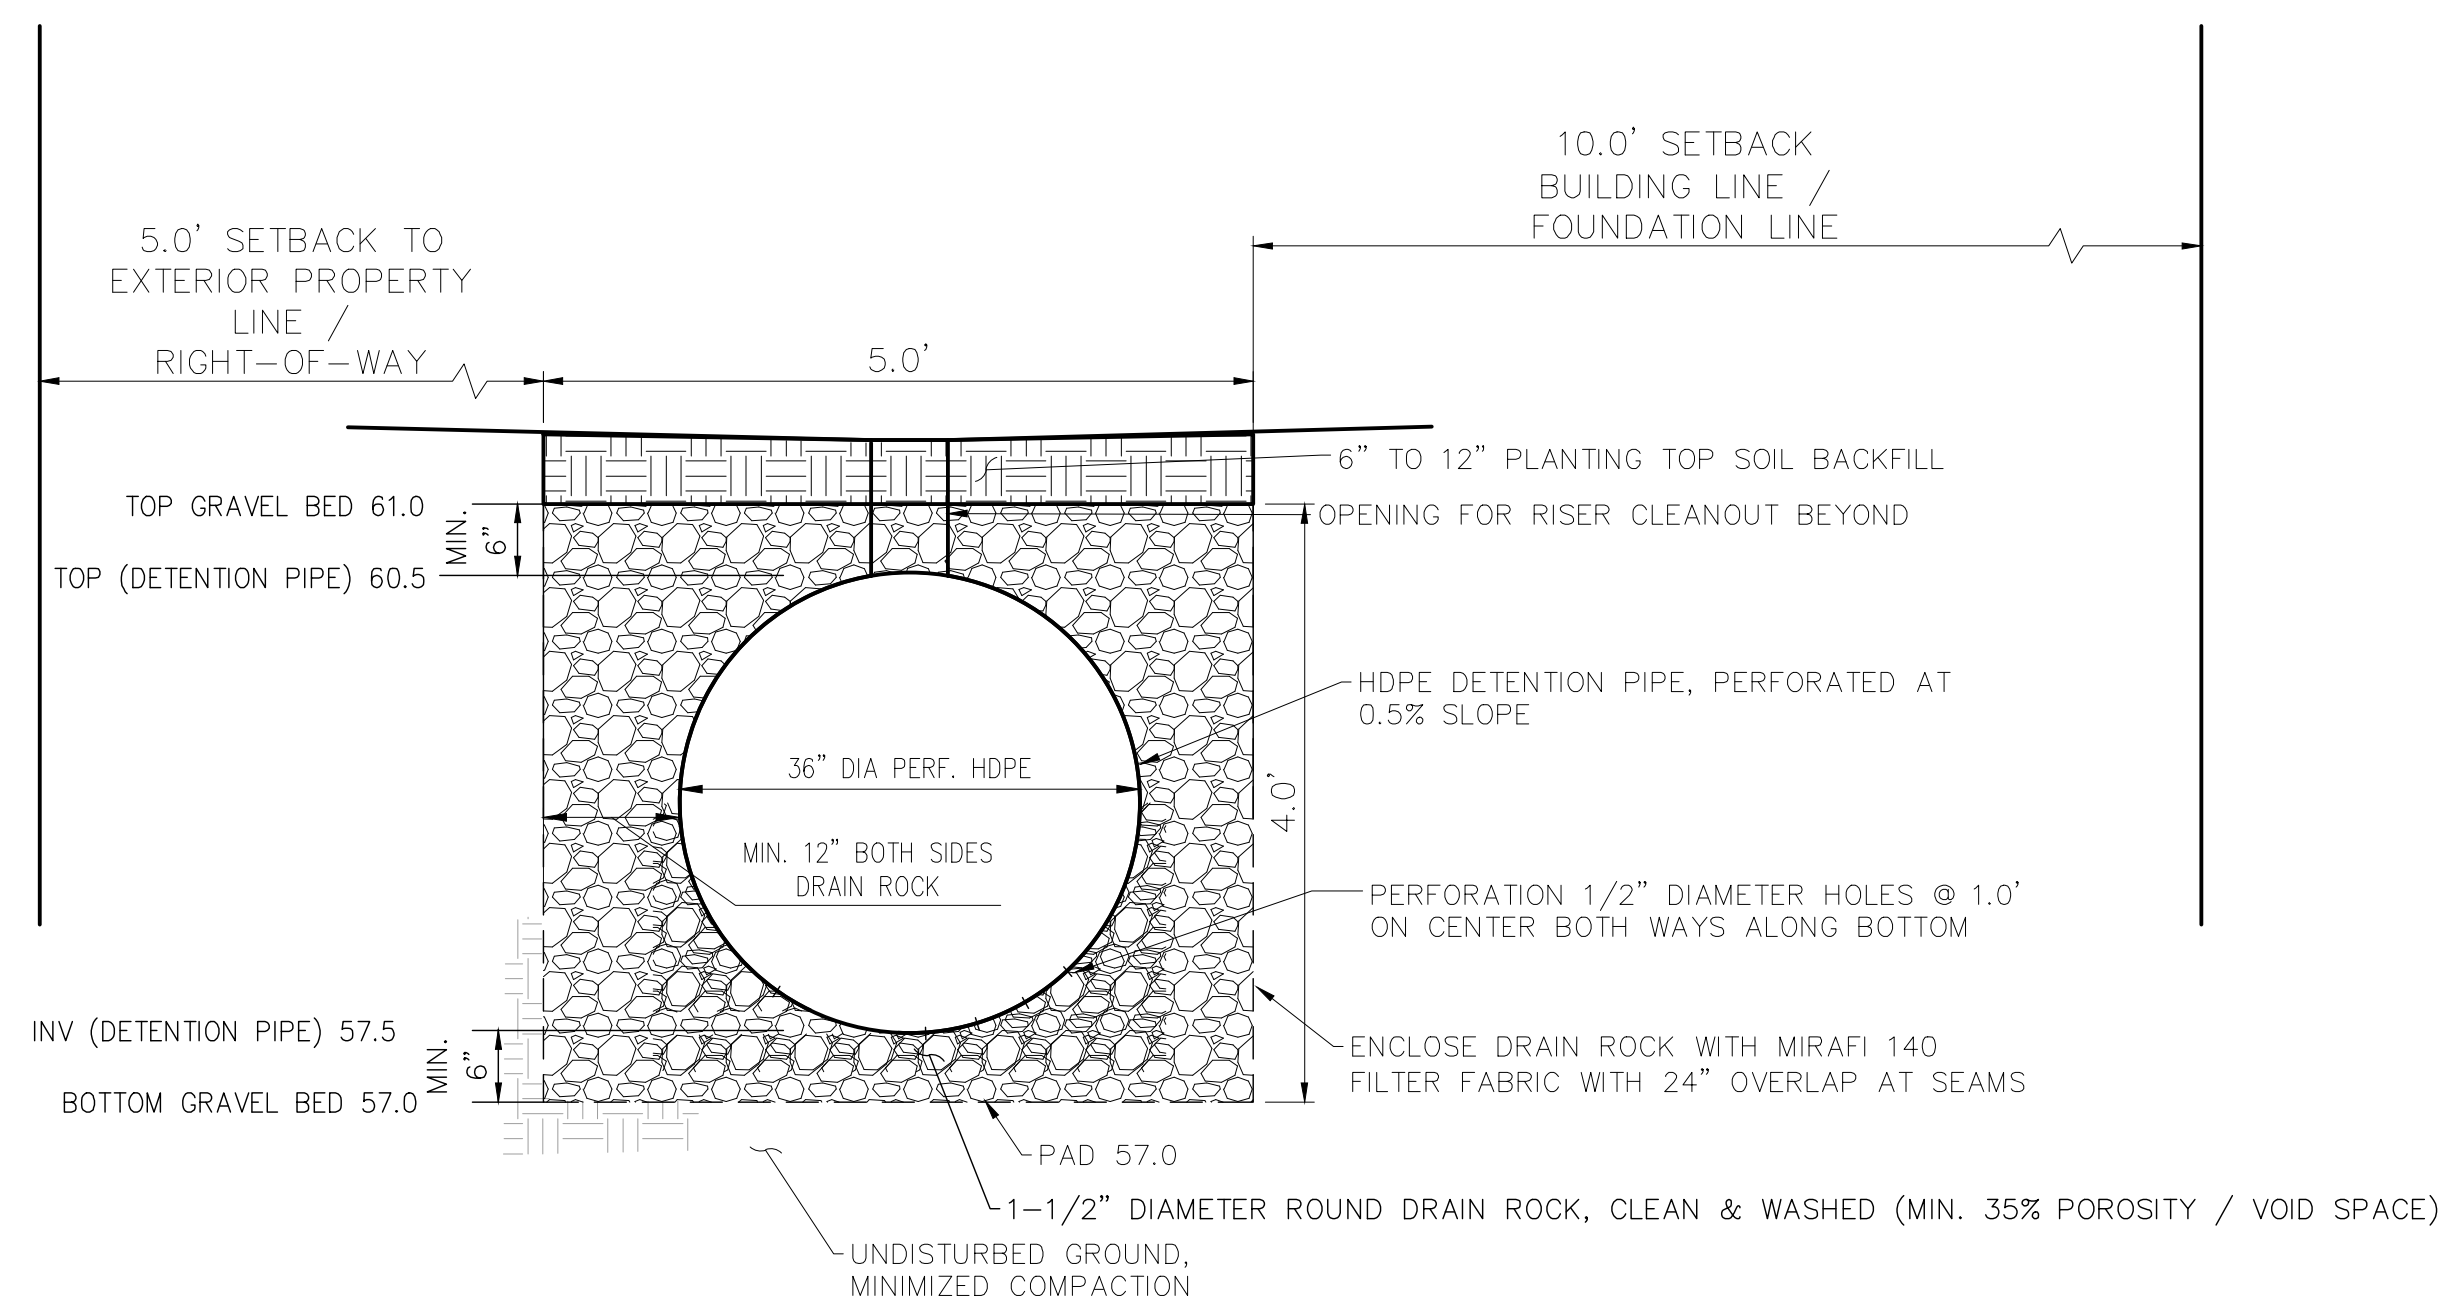 10.0' SETBACK
BUILDING LINE /
FOUNDATION LINE
5.0' SETBACK TO
EXTERIOR PROPERTY
LINE /
RIGHT-OF-WAY
5.0'
6" TO 12" PLANTING TOP SOIL BACKFILL
TOP GRAVEL BED 61.0
MIN.
6"
OPENING FOR RISER CLEANOUT BEYOND
TOP (DETENTION PIPE) 60.5
HDPE DETENTION PIPE, PERFORATED AT
0.5% SLOPE
36" DIA PERF. HDPE
4.0'
MIN. 12" BOTH SIDES
DRAIN ROCK
PERFORATION 1/2" DIAMETER HOLES @ 1.0'
ON CENTER BOTH WAYS ALONG BOTTOM
INV (DETENTION PIPE) 57.5
MIN.
6"
BOTTOM GRAVEL BED 57.0
ENCLOSE DRAIN ROCK WITH MIRAFI 140
FILTER FABRIC WITH 24" OVERLAP AT SEAMS
PAD 57.0
1-1/2" DIAMETER ROUND DRAIN ROCK, CLEAN & WASHED (MIN. 35% POROSITY / VOID SPACE)
UNDISTURBED GROUND,
MINIMIZED COMPACTION